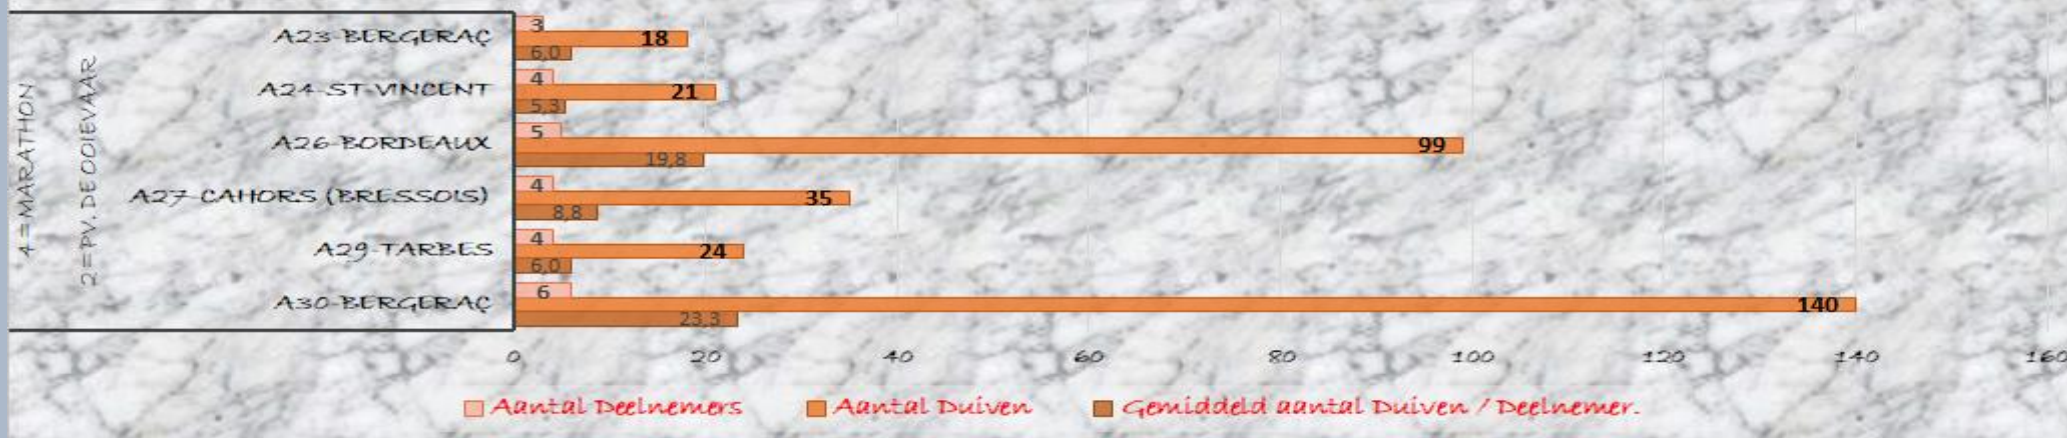 4 = MARATHON
2 = PV. DE OOIEVAAR
A23-BERGERAÇ
3
18
6,0
A24-ST-VINCENT
4
21
5,3
A26-BORDEAUX
5
99
19,8
A27-CAHORS (BRESSOIS)
4
35
8,8
A29-TARBES
4
24
6,0
A30-BERGERAÇ
6
140
23,3
0 20 40 60 80 100 120 140 160
Aantal Deelnemers Aantal Duiven Gemiddeld aantal Duiven / Deelnemer.